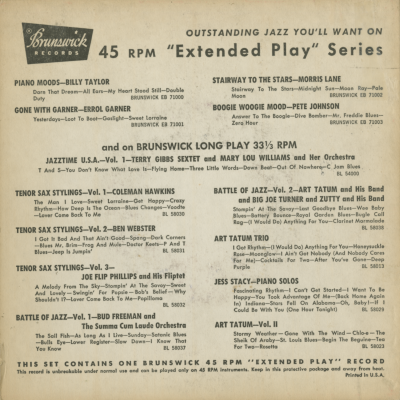 Brunswick
RECORDS
OUTSTANDING JAZZ YOU'LL WANT ON
45 RPM "Extended Play" Series
PIANO MOODS—BILLY TAYLOR
Dare That Dream—All Ears—My Heart Stood Still—Double
Duty BRUNSWICK EB 71000
GONE WITH GARNER—ERROL GARNER
Yesterdays—Last To Boat—Gaslight—Sweet Lorraine
BRUNSWICK EB 71001
STAIRWAY TO THE STARS—MORRIS LANE
Stairway To The Stars—Midnight Sun—Moon Ray—Pale
Moon BRUNSWICK EB 71002
BOOGIE WOOGIE MOOD—PETE JOHNSON
Answer To The Boogie—Dive Bomber—Mr. Freddie Blues—
Zero Hour BRUNSWICK EB 71003
and on BRUNSWICK LONG PLAY 33⅓ RPM
JAZZTIME U.S.A.—Vol. 1—TERRY GIBBS SEXTET and MARY LOU WILLIAMS and Her Orchestra
T and S—You Don't Know What Love Is—Flying Home—Three Little Words—Down Beat—Out Of Nowhere—C Jam Blues
BL 54000
TENOR SAX STYLINGS—Vol. 1—COLEMAN HAWKINS
The Man I Love—Sweet Lorraine—Get Happy—Crazy
Rhythm—How Deep Is The Ocean—Blues Changes—Voodte
—Lover Come Back To Me BL 58030
TENOR SAX STYLINGS—Vol. 2—BEN WEBSTER
I Got It Bad And That Ain't Good—Spang—Dark Corners
—Blues Mr. Brim—Frog And Mule—Doctor Keets—P and T
Blues—Jeep Is Jumpin' BL 58031
TENOR SAX STYLINGS—Vol. 3—
JOE FLIP PHILLIPS and His Fliptet
A Melody From The Sky—Stompin' At The Savoy—Sweet
And Lovely—Swingin' For Popsie—Bob's Belief—Why
Shouldn't I?—Lover Come Back To Me—Papilloma
BL 58032
BATTLE OF JAZZ—Vol. 1—BUD FREEMAN and
The Summa Cum Laude Orchestra
The Sail Fish—As Long As I Live—Sunday—Satanic Blues
—Bulls Eye—Lower Register—Slow Down—I Know That
You Know BL 58037
BATTLE OF JAZZ—Vol. 2—ART TATUM and His Band
and BIG JOE TURNER and ZUTTY and His Band
Stompin' At The Savoy—Last Goodbye Blues—Woo Baby
Blues—Battery Bounce—Royal Garden Blues—Bugle Call
Rag—(I Would Do) Anything For You—Clarinet Marmalade
BL 58038
ART TATUM TRIO
I Got Rhythm—(I Would Do) Anything For You—Honeysuckle
Rose—Moonglow—I Ain't Got Nobody (And Nobody Cares
For Me)—Cocktails For Two—After You've Gone—Deep
Purple BL 58013
JESS STACY—PIANO SOLOS
Fascinating Rhythm—I Can't Get Started—I Want To Be
Happy—You Took Advantage Of Me—(Back Home Again
In) Indiana—Stars Fell On Alabama—Oh, Baby!—If I
Could Be With You (One Hour Tonight) BL 58029
ART TATUM—Vol. II
Stormy Weather—Gone With The Wind—Chlo-e—The
Sheik Of Araby—St. Louis Blues—Begin The Beguine—Tea
For Two—Rosetta BL 58023
THIS SET CONTAINS ONE BRUNSWICK 45 RPM "EXTENDED PLAY" RECORD
This record is unbreakable under normal use and can be played only on 45 RPM instruments. Keep in this protective package and away from heat.
Printed in U.S.A.